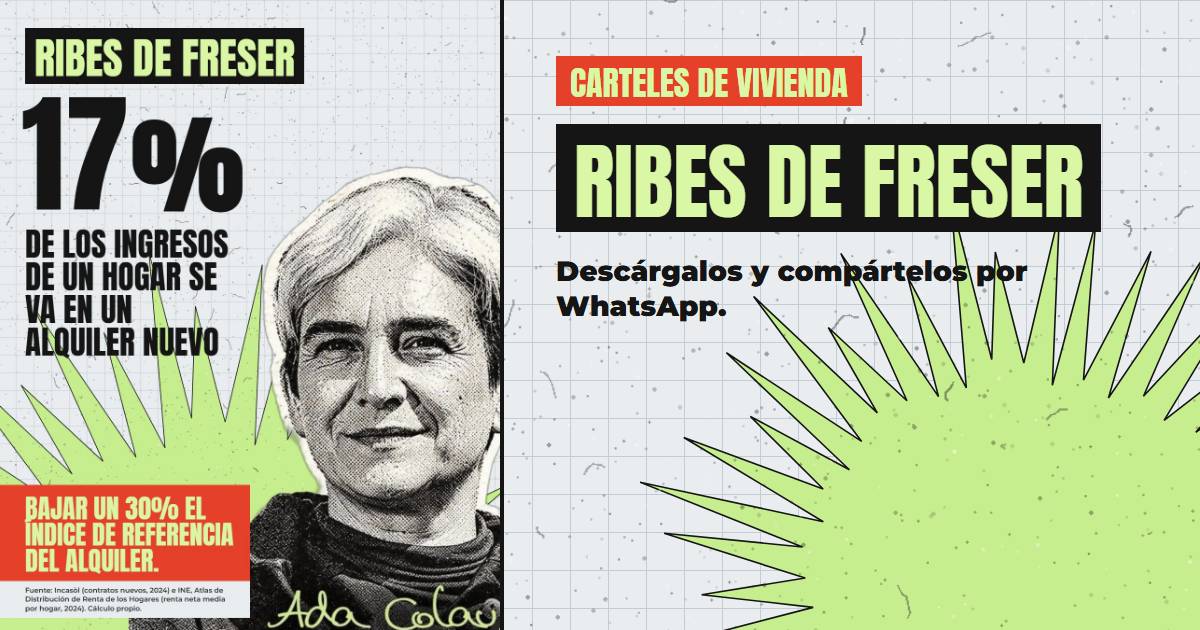 RIBES DE FRESER
17%
DE LOS INGRESOS
DE UN HOGAR SE
VA EN UN
ALQUILER NUEVO
BAJAR UN 30% EL
ÍNDICE DE REFERENCIA
DEL ALQUILER.
Fuente: Incasòl (contratos nuevos, 2024) e INE, Atlas de
Distribución de Renta de los Hogares (renta neta media
por hogar, 2024). Cálculo propio.
Ada Colau
CARTELES DE VIVIENDA
RIBES DE FRESER
Descárgalos y compártelos por
WhatsApp.